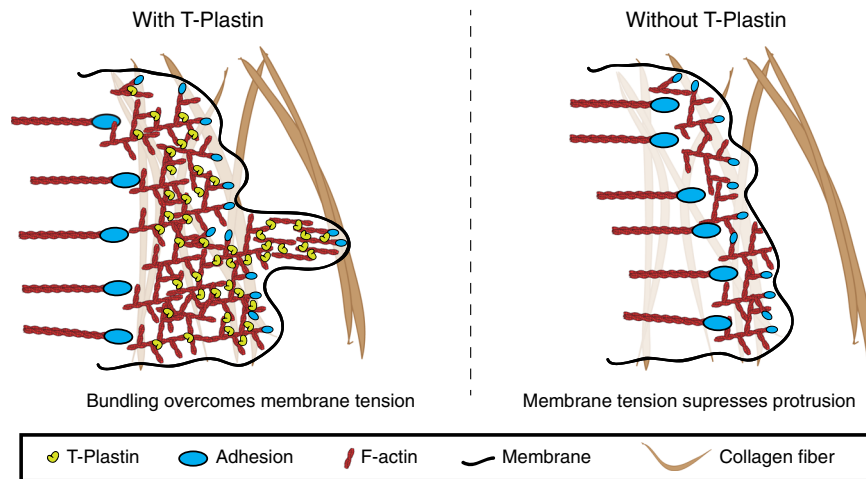 With T-Plastin
Without T-Plastin
Bundling overcomes membrane tension
Membrane tension supresses protrusion
T-Plastin
Adhesion
F-actin
Membrane
Collagen fiber